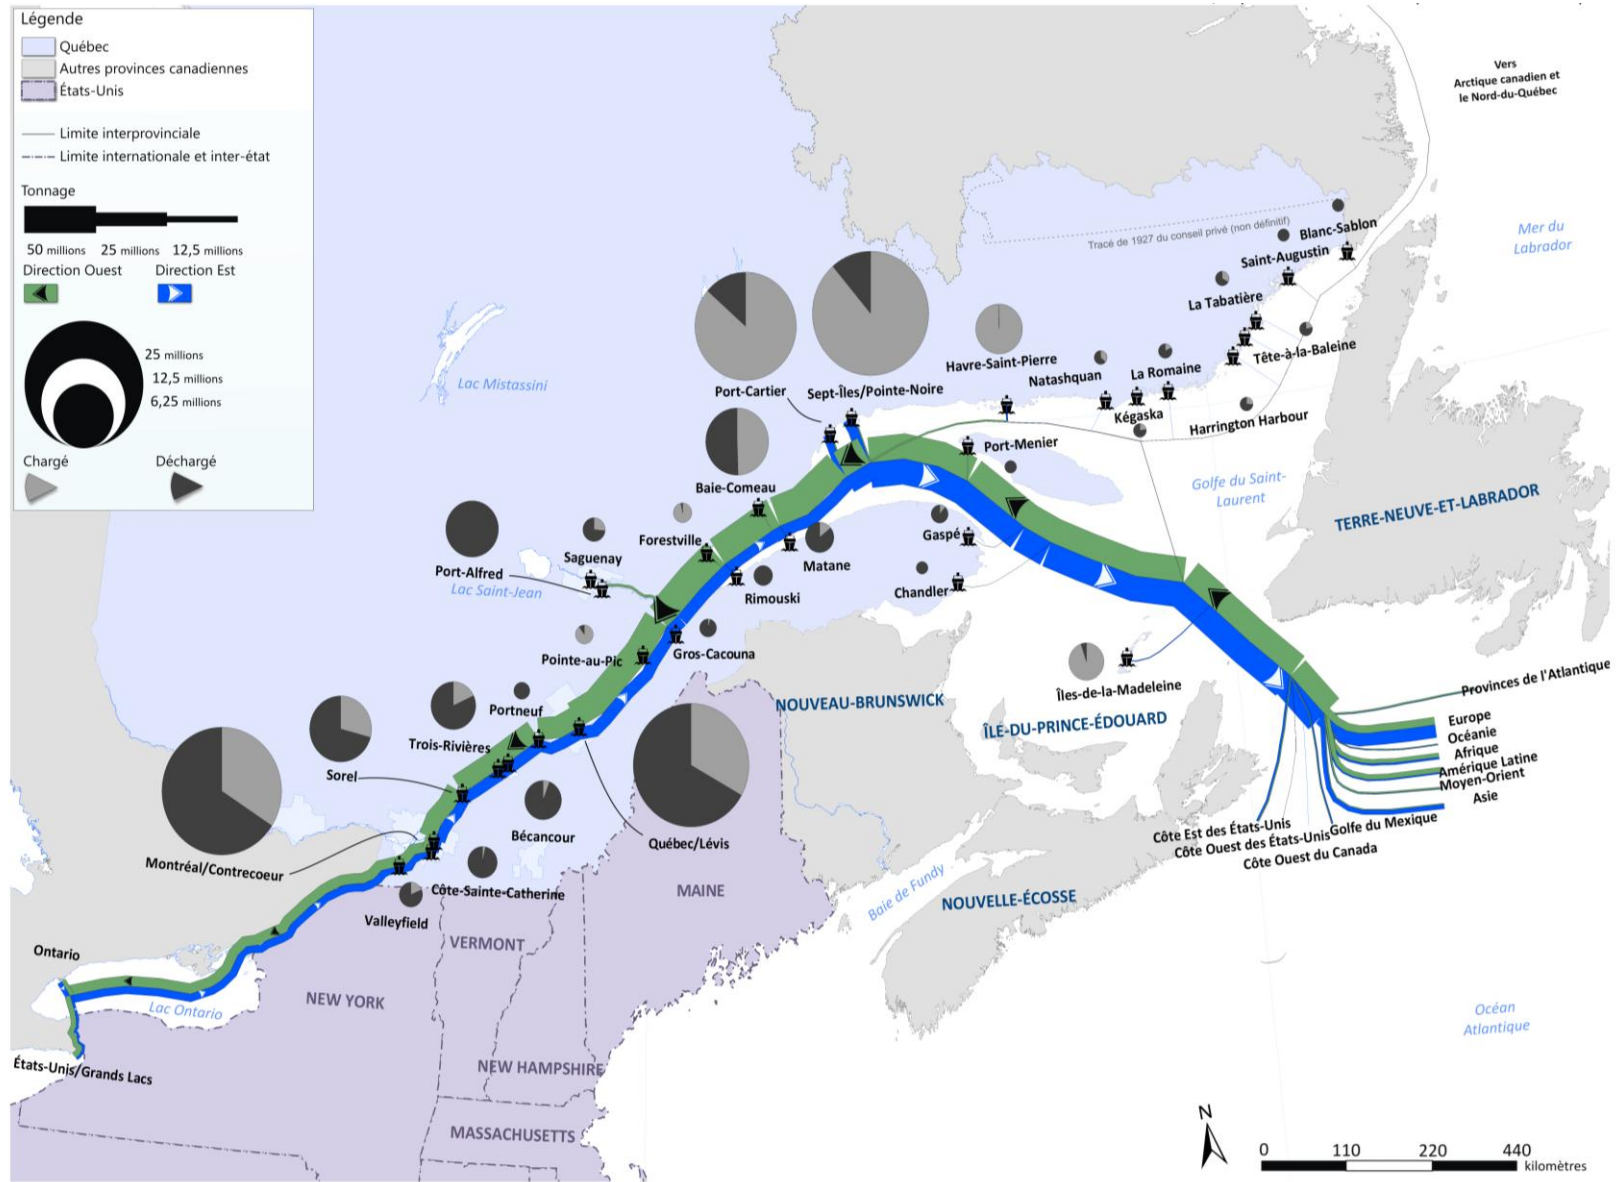 Légende
Québec
Autres provinces canadiennes
États-Unis
Limite interprovinciale
Limite internationale et inter-état
Tonnage
50 millions
25 millions
12,5 millions
Direction Ouest
Direction Est
25 millions
12,5 millions
6,25 millions
Chargé
Déchargé
Vers
Arctique canadien et
le Nord-du-Québec
Mer du
Labrador
Tracé de 1927 du conseil privé (non définitif)
Blanc-Sablon
Saint-Augustin
La Tabatière
Tête-à-la-Baleine
Harrington Harbour
La Romaine
Kégaska
Natashquan
Havre-Saint-Pierre
Sept-Îles/Pointe-Noire
Port-Cartier
Lac Mistassini
Port-Menier
Golfe du Saint-
Laurent
TERRE-NEUVE-ET-LABRADOR
Baie-Comeau
Forestville
Matane
Gaspé
Chandler
Rimouski
Saguenay
Port-Alfred
Lac Saint-Jean
Pointe-au-Pic
Gros-Cacouna
Îles-de-la-Madeleine
NOUVEAU-BRUNSWICK
ÎLE-DU-PRINCE-ÉDOUARD
Provinces de l'Atlantique
Europe
Océanie
Afrique
Amérique Latine
Moyen-Orient
Asie
Côte Est des États-Unis
Golfe du Mexique
Côte Ouest des États-Unis
Côte Ouest du Canada
Portneuf
Trois-Rivières
Sorel
Bécancour
Québec/Lévis
Montréal/Contrecoeur
Côte-Sainte-Catherine
Valleyfield
MAINE
Baie de Fundy
NOUVELLE-ÉCOSSE
VERMONT
Ontario
NEW YORK
Lac Ontario
États-Unis/Grands Lacs
NEW HAMPSHIRE
MASSACHUSETTS
Océan
Atlantique
N
0 110 220 440
kilomètres